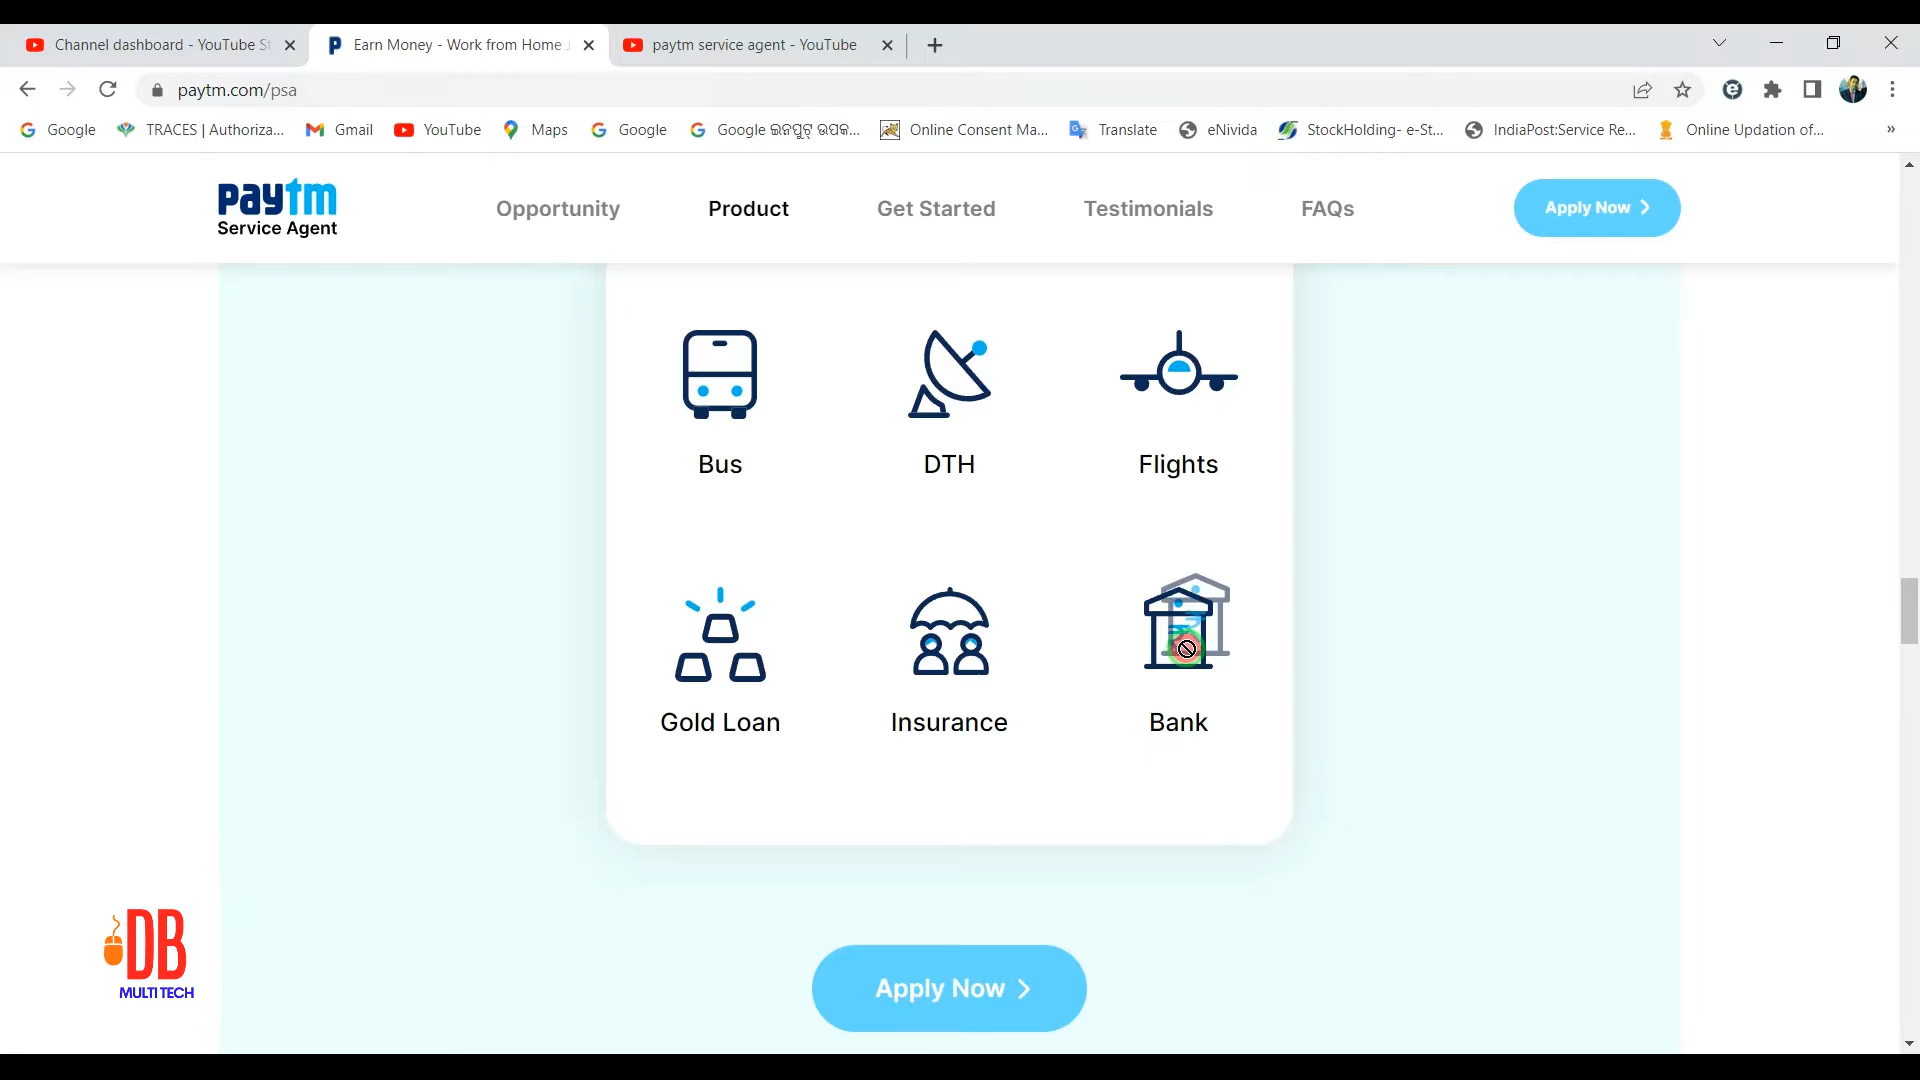 Channel dashboard - YouTube St
Earn Money - Work from Home J
paytm service agent - YouTube
paytm.com/psa
Google
TRACES | Authoriza...
Gmail
YouTube
Maps
Google
Google ଇନପୁଟ୍ ଉପକ...
Online Consent Ma...
Translate
eNivida
StockHolding- e-St...
IndiaPost:Service Re...
Online Updation of...
paytm
Service Agent
Opportunity
Product
Get Started
Testimonials
FAQs
Apply Now
Bus
DTH
Flights
Gold Loan
Insurance
Bank
Apply Now
DB
MULTI TECH